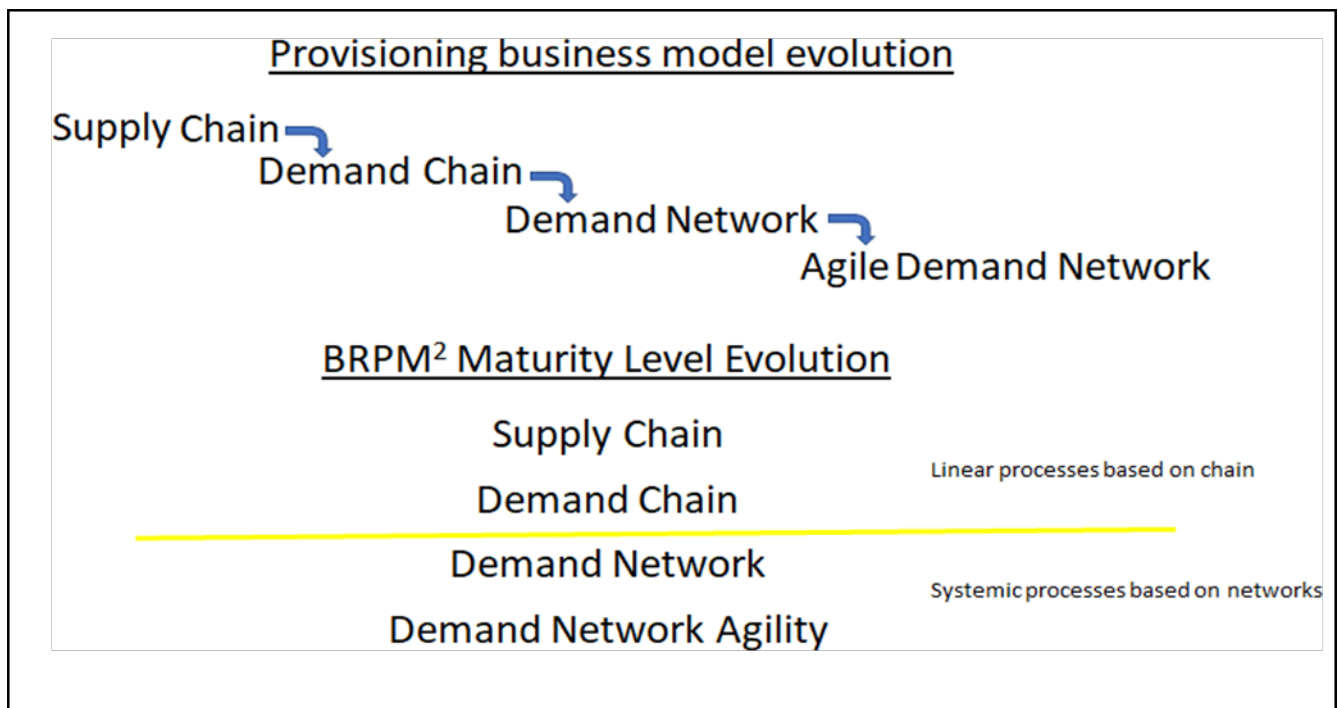 Provisioning business model evolution
Supply Chain
Demand Chain
Demand Network
Agile Demand Network
BRPM² Maturity Level Evolution
Supply Chain
Linear processes based on chain
Demand Chain
Demand Network
Systemic processes based on networks
Demand Network Agility